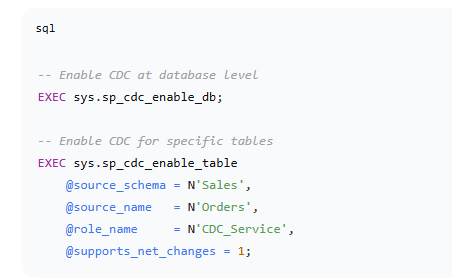 sql
-- Enable CDC at database level
EXEC sys.sp_cdc_enable_db;
-- Enable CDC for specific tables
EXEC sys.sp_cdc_enable_table
@source_schema = N'Sales',
@source_name = N'Orders',
@role_name = N'CDC_Service',
@supports_net_changes = 1;